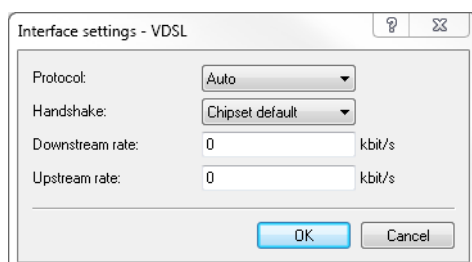 Interface settings - VDSL
Protocol: Auto
Handshake: Chipset default
Downstream rate: 0 kbit/s
Upstream rate: 0 kbit/s
OK Cancel